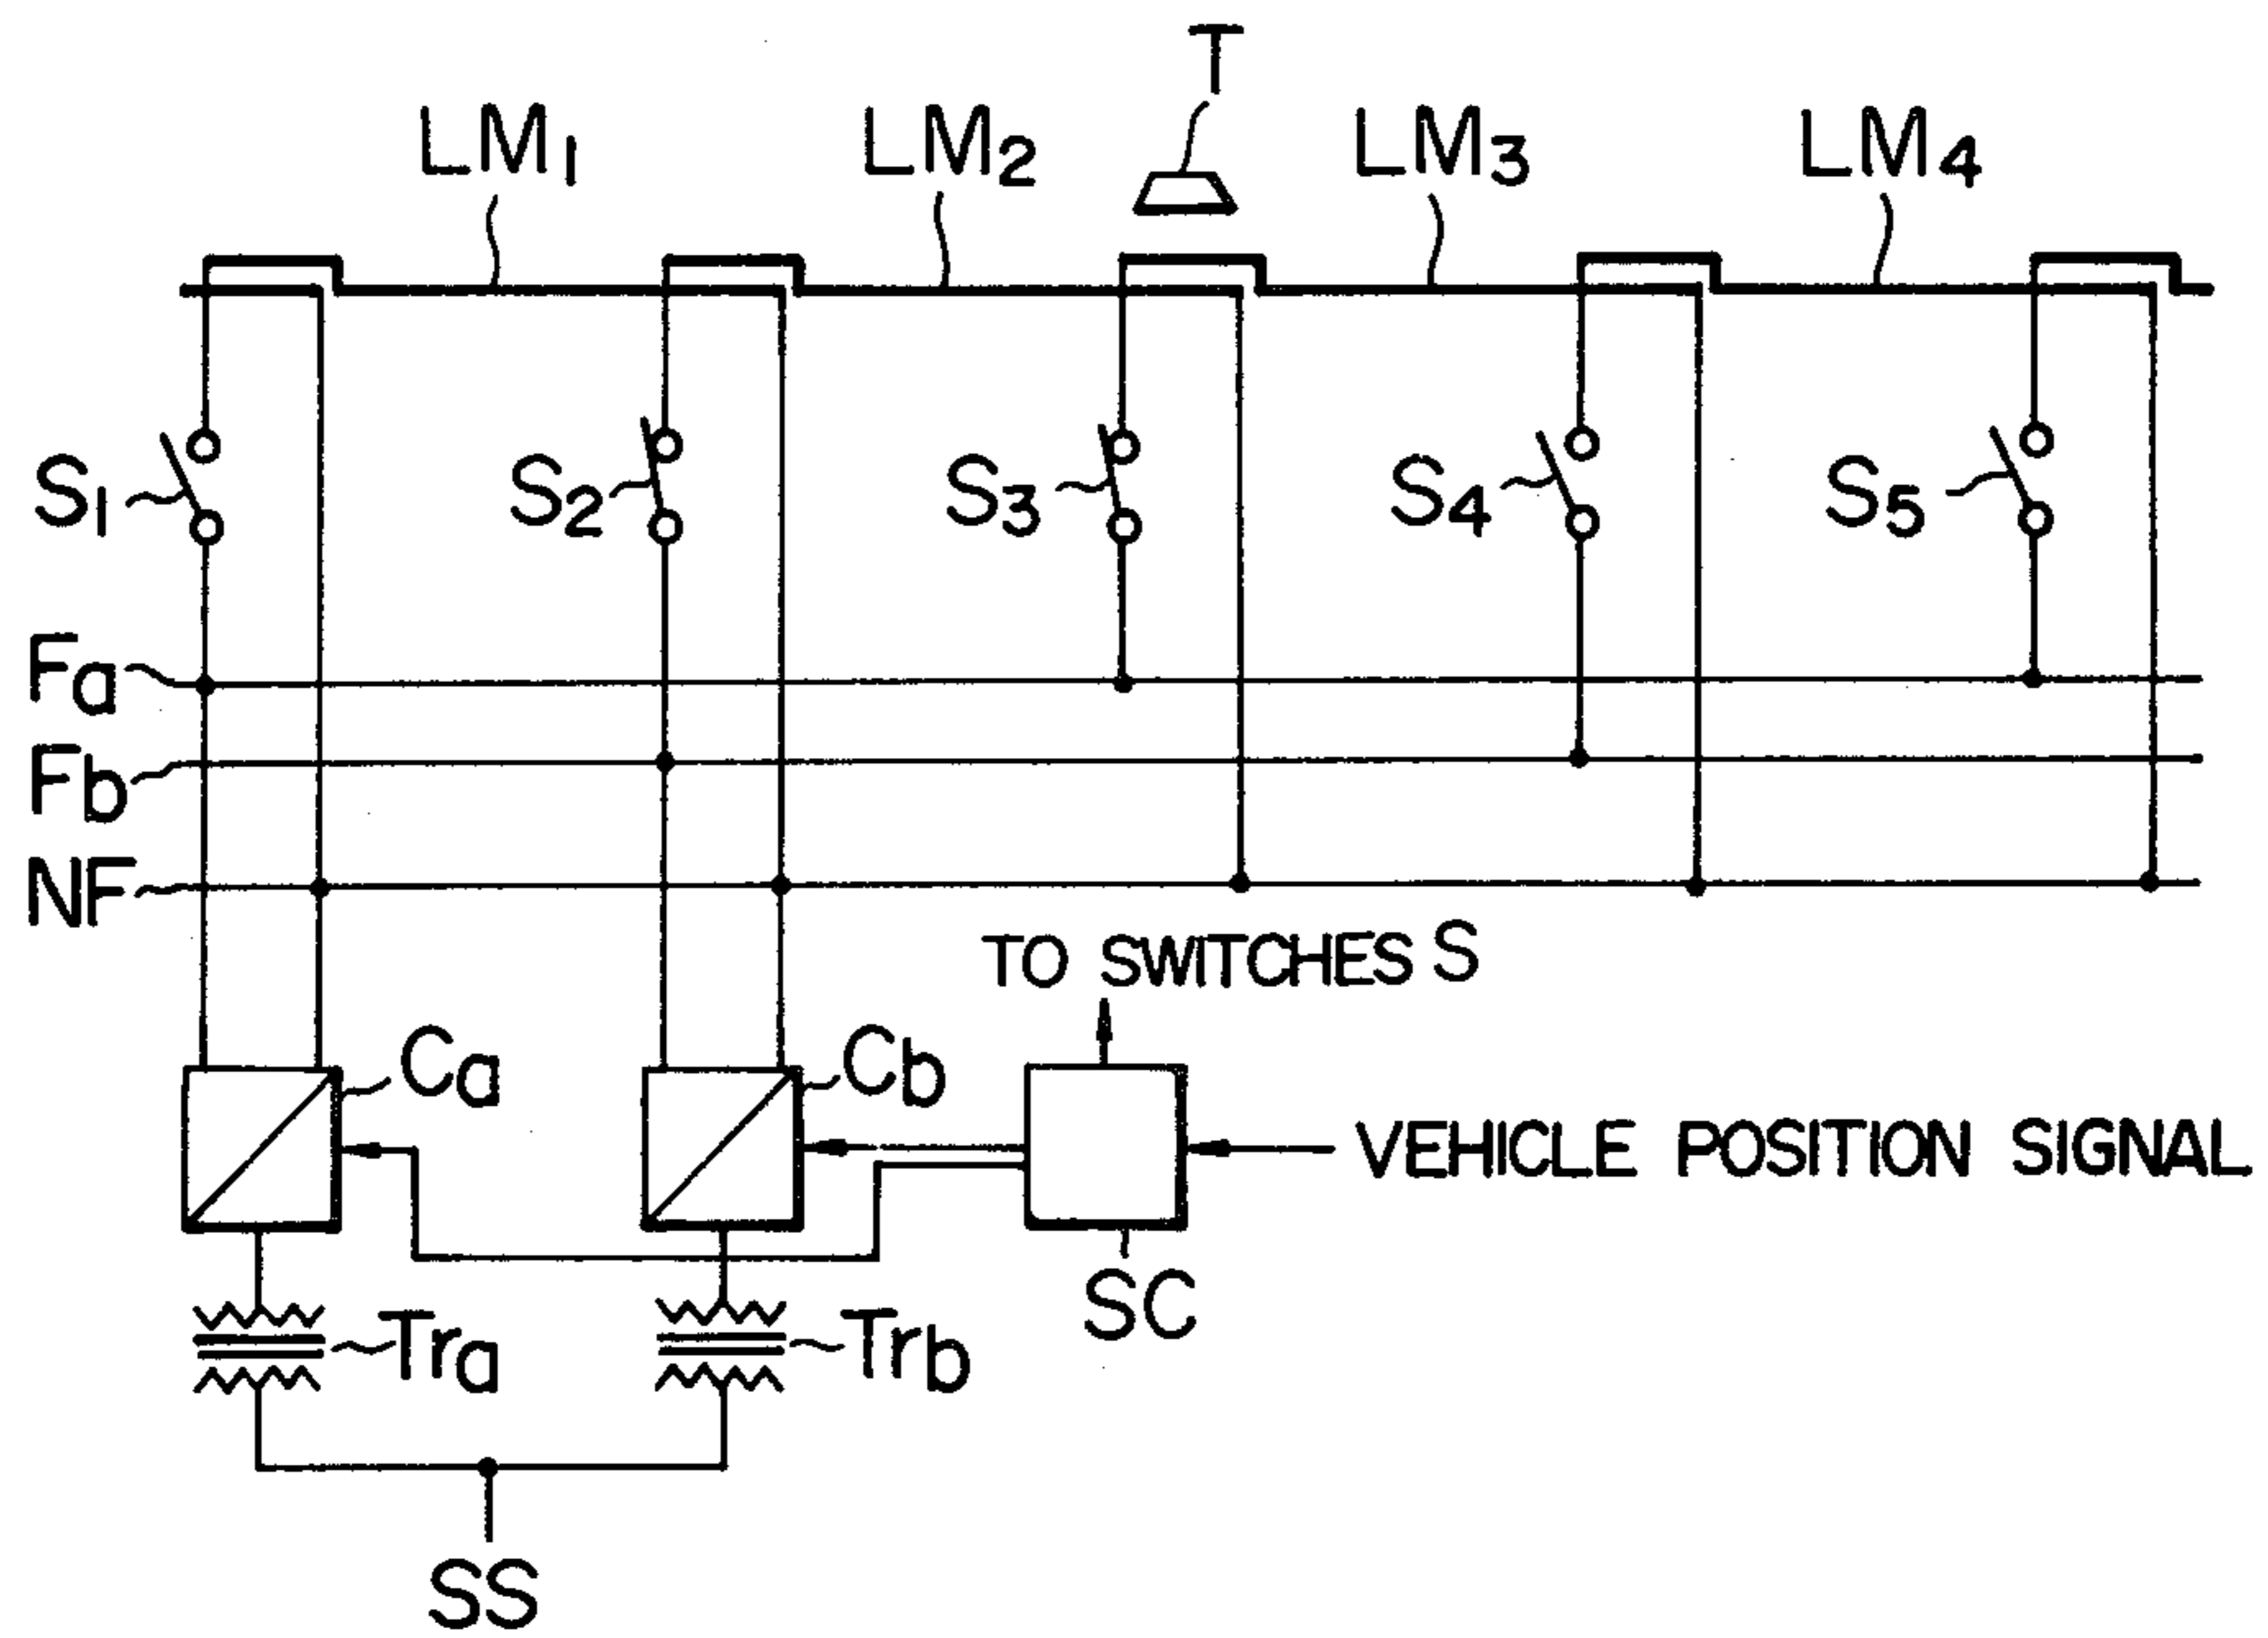 T
LM1 LM2 LM3 LM4
S1 S2 S3 S4 S5
Fa
Fb
NF
TO SWITCHES S
Ca Cb
VEHICLE POSITION SIGNAL
SC
Tra Trb
SS